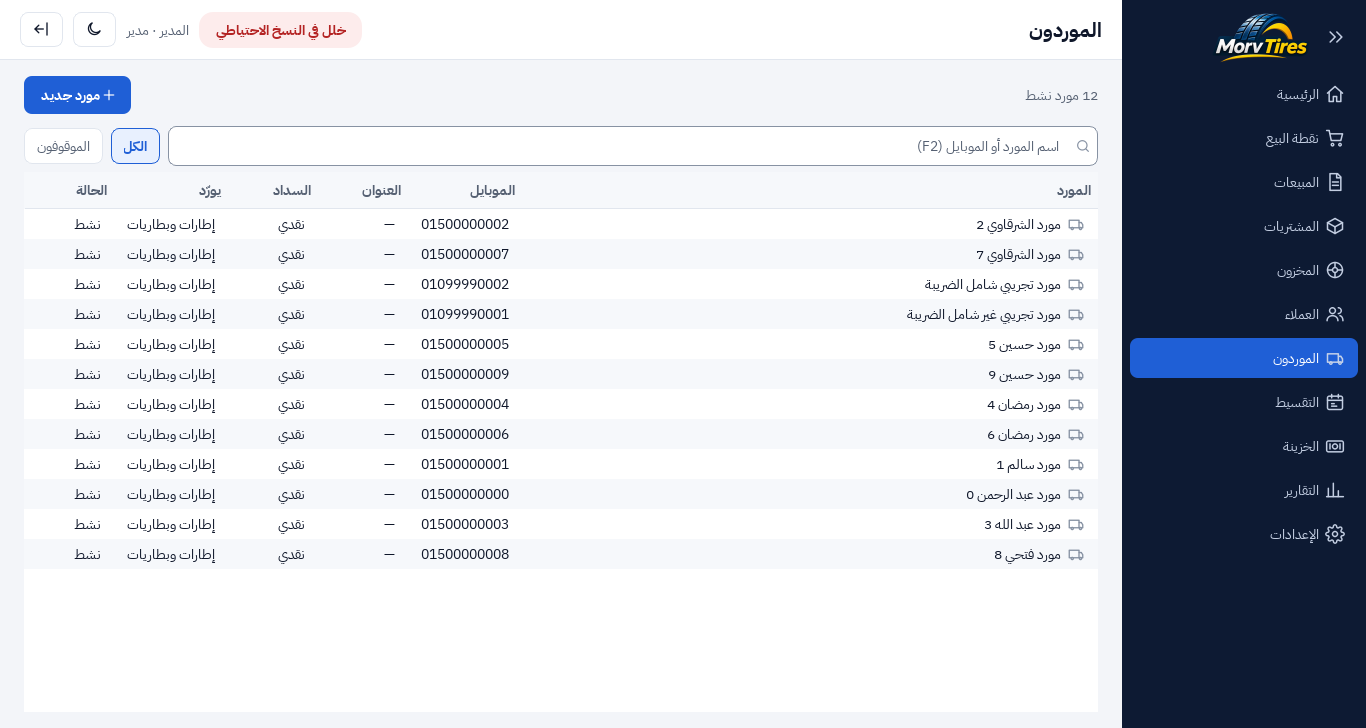 MorvTires
الرئيسية
نقطة البيع
المبيعات
المشتريات
المخزون
العملاء
الموردون
التقسيط
الخزينة
التقارير
الإعدادات
الموردون
خلل في النسخ الاحتياطي
المدير · مدير
12 مورد نشط
مورد جديد
اسم المورد أو الموبايل (F2)
الكل
الموقوفون
المورد الموبايل العنوان السداد يورّد الحالة
مورد الشرقاوي 2 01500000002 — نقدي إطارات وبطاريات نشط
مورد الشرقاوي 7 01500000007 — نقدي إطارات وبطاريات نشط
مورد تجريبي شامل الضريبة 01099990002 — نقدي إطارات وبطاريات نشط
مورد تجريبي غير شامل الضريبة 01099990001 — نقدي إطارات وبطاريات نشط
مورد حسين 5 01500000005 — نقدي إطارات وبطاريات نشط
مورد حسين 9 01500000009 — نقدي إطارات وبطاريات نشط
مورد رمضان 4 01500000004 — نقدي إطارات وبطاريات نشط
مورد رمضان 6 01500000006 — نقدي إطارات وبطاريات نشط
مورد سالم 1 01500000001 — نقدي إطارات وبطاريات نشط
مورد عبد الرحمن 0 01500000000 — نقدي إطارات وبطاريات نشط
مورد عبد الله 3 01500000003 — نقدي إطارات وبطاريات نشط
مورد فتحي 8 01500000008 — نقدي إطارات وبطاريات نشط